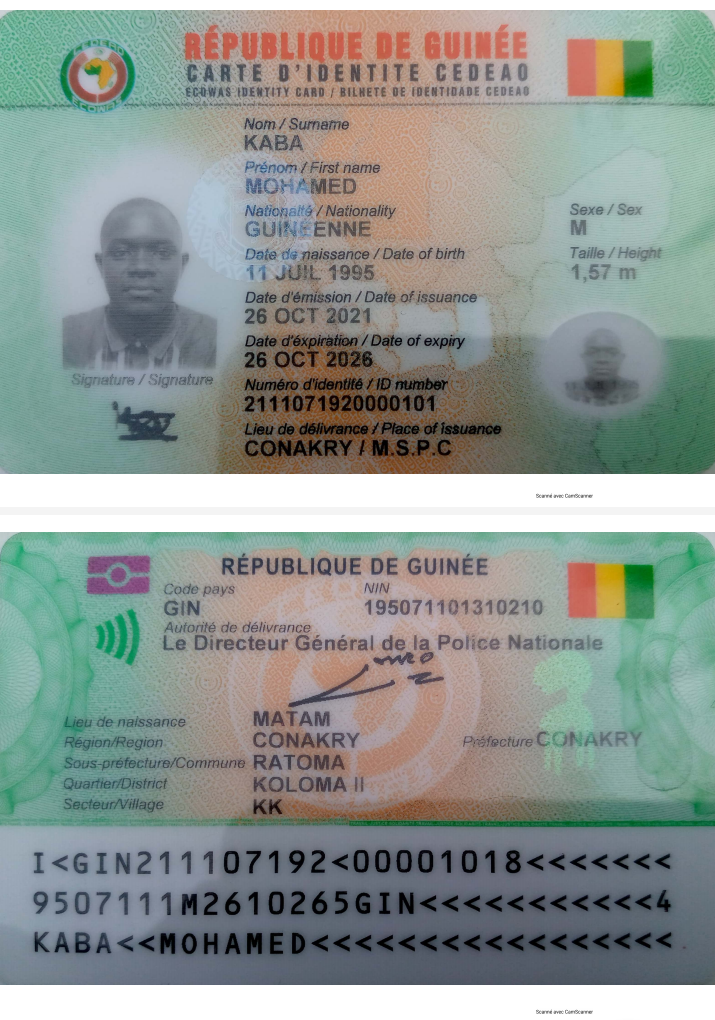 CEDEAO
ECOWAS
RÉPUBLIQUE DE GUINÉE
CARTE D'IDENTITE CEDEAO
ECOWAS IDENTITY CARD / BILHETE DE IDENTIDADE CEDEAO
Nom / Surname
KABA
Prénom / First name
MOHAMED
Nationalité / Nationality
GUINÉENNE
Sexe / Sex
M
Date de naissance / Date of birth
11 JUIL 1995
Taille / Height
1,57 m
Date d'émission / Date of issuance
26 OCT 2021
Date d'éxpiration / Date of expiry
26 OCT 2026
Signature / Signature
Numéro d'identité / ID number
2111071920000101
Lieu de délivrance / Place of issuance
CONAKRY / M.S.P.C
Scanné avec CamScanner
RÉPUBLIQUE DE GUINÉE
Code pays
GIN
NIN
195071101310210
Autorité de délivrance
Le Directeur Général de la Police Nationale
Lieu de naissance MATAM
Région/Region CONAKRY
Préfecture CONAKRY
Sous-préfecture/Commune RATOMA
Quartier/District KOLOMA II
Secteur/Village KK
I<GIN211107192<00001018<<<<<<<
9507111M2610265GIN<<<<<<<<<<<4
KABA<<MOHAMED<<<<<<<<<<<<<<<<<
Scanné avec CamScanner